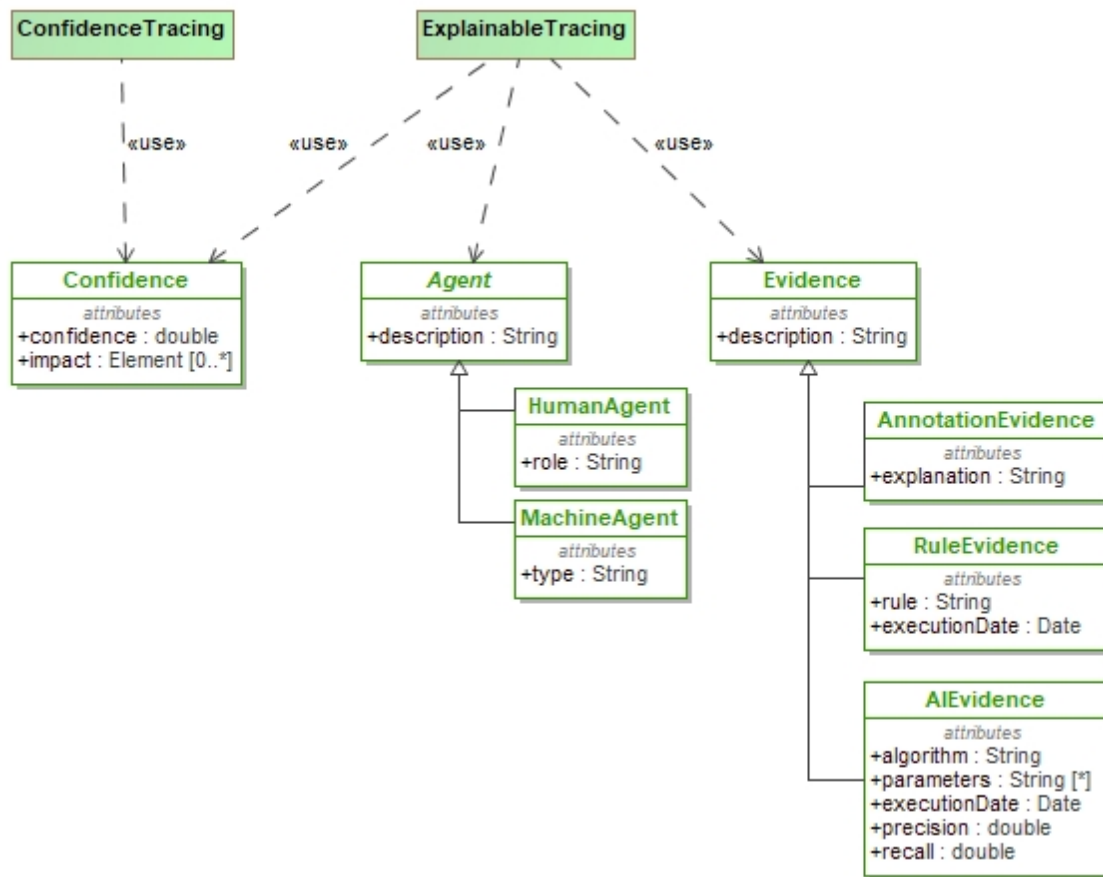 ConfidenceTracing
ExplainableTracing
«use»
«use»
«use»
«use»
Confidence
attributes
+confidence : double
+impact : Element [0..*]
Agent
attributes
+description : String
Evidence
attributes
+description : String
HumanAgent
attributes
+role : String
MachineAgent
attributes
+type : String
AnnotationEvidence
attributes
+explanation : String
RuleEvidence
attributes
+rule : String
+executionDate : Date
AIEvidence
attributes
+algorithm : String
+parameters : String [*]
+executionDate : Date
+precision : double
+recall : double